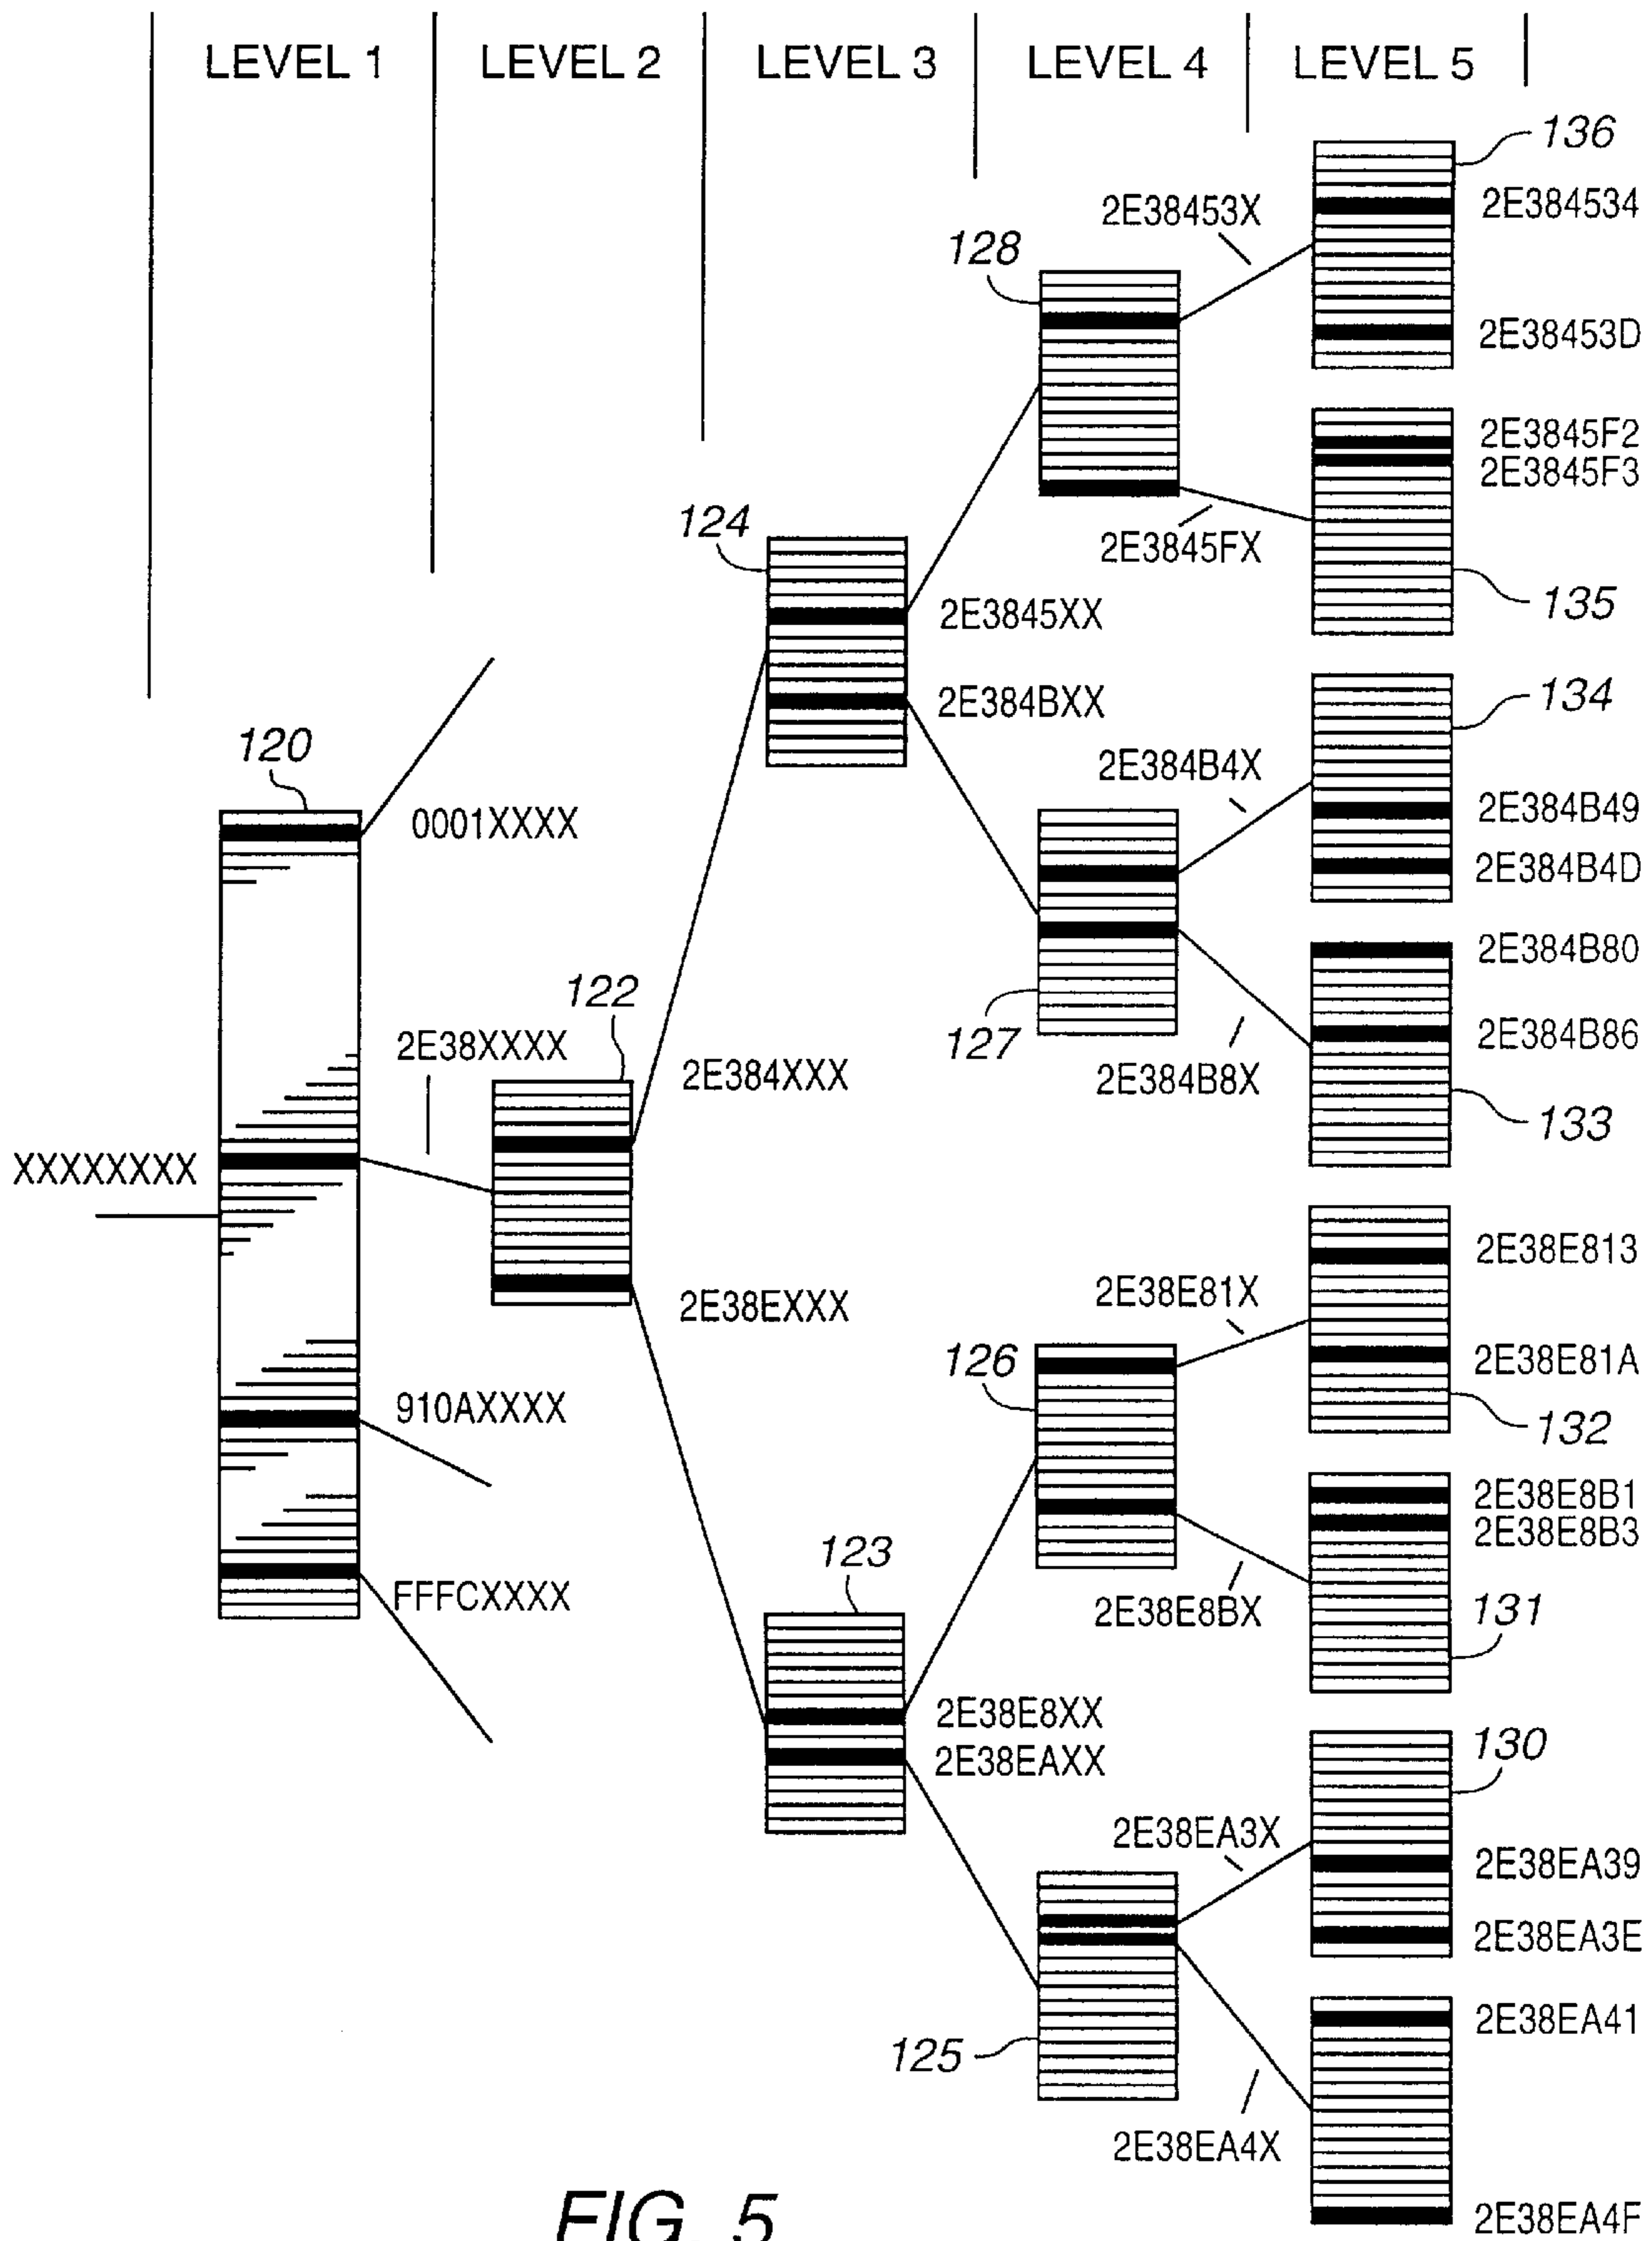 LEVEL 1 LEVEL 2 LEVEL 3 LEVEL 4 LEVEL 5
136
2E38453X
2E384534
128
2E38453D
2E3845F2
2E3845F3
124
2E3845FX
135
2E3845XX
2E384BXX
134
120
2E384B4X
0001XXXX
2E384B49
2E384B4D
2E384B80
122
127
2E38XXXX
2E384B86
2E384XXX
2E384B8X
133
XXXXXXXX
2E38E813
2E38E81X
2E38EXXX
126
2E38E81A
910AXXXX
132
2E38E8B1
2E38E8B3
123
FFFCXXXX
2E38E8BX
131
2E38E8XX
130
2E38EAXX
2E38EA3X
2E38EA39
2E38EA3E
2E38EA41
125
2E38EA4X
FIG. 5
2E38EA4F